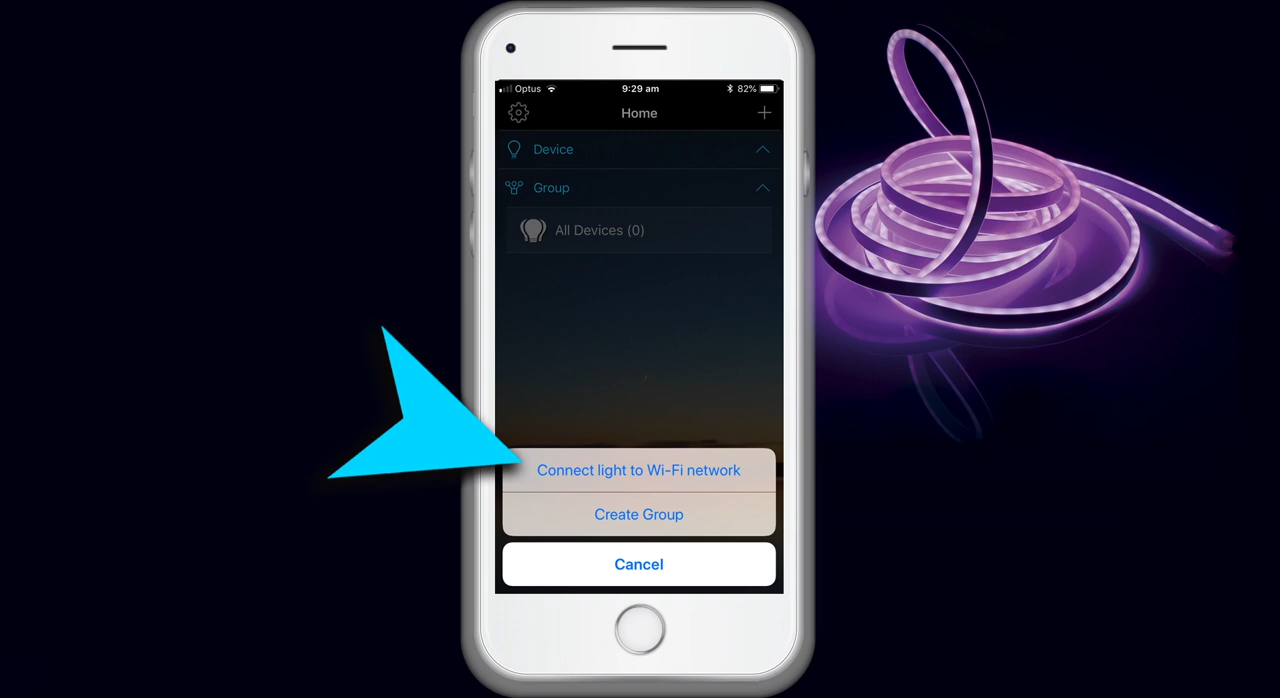 Optus 9:29 am 82%
Home
Device
Group
All Devices (0)
Connect light to Wi-Fi network
Create Group
Cancel